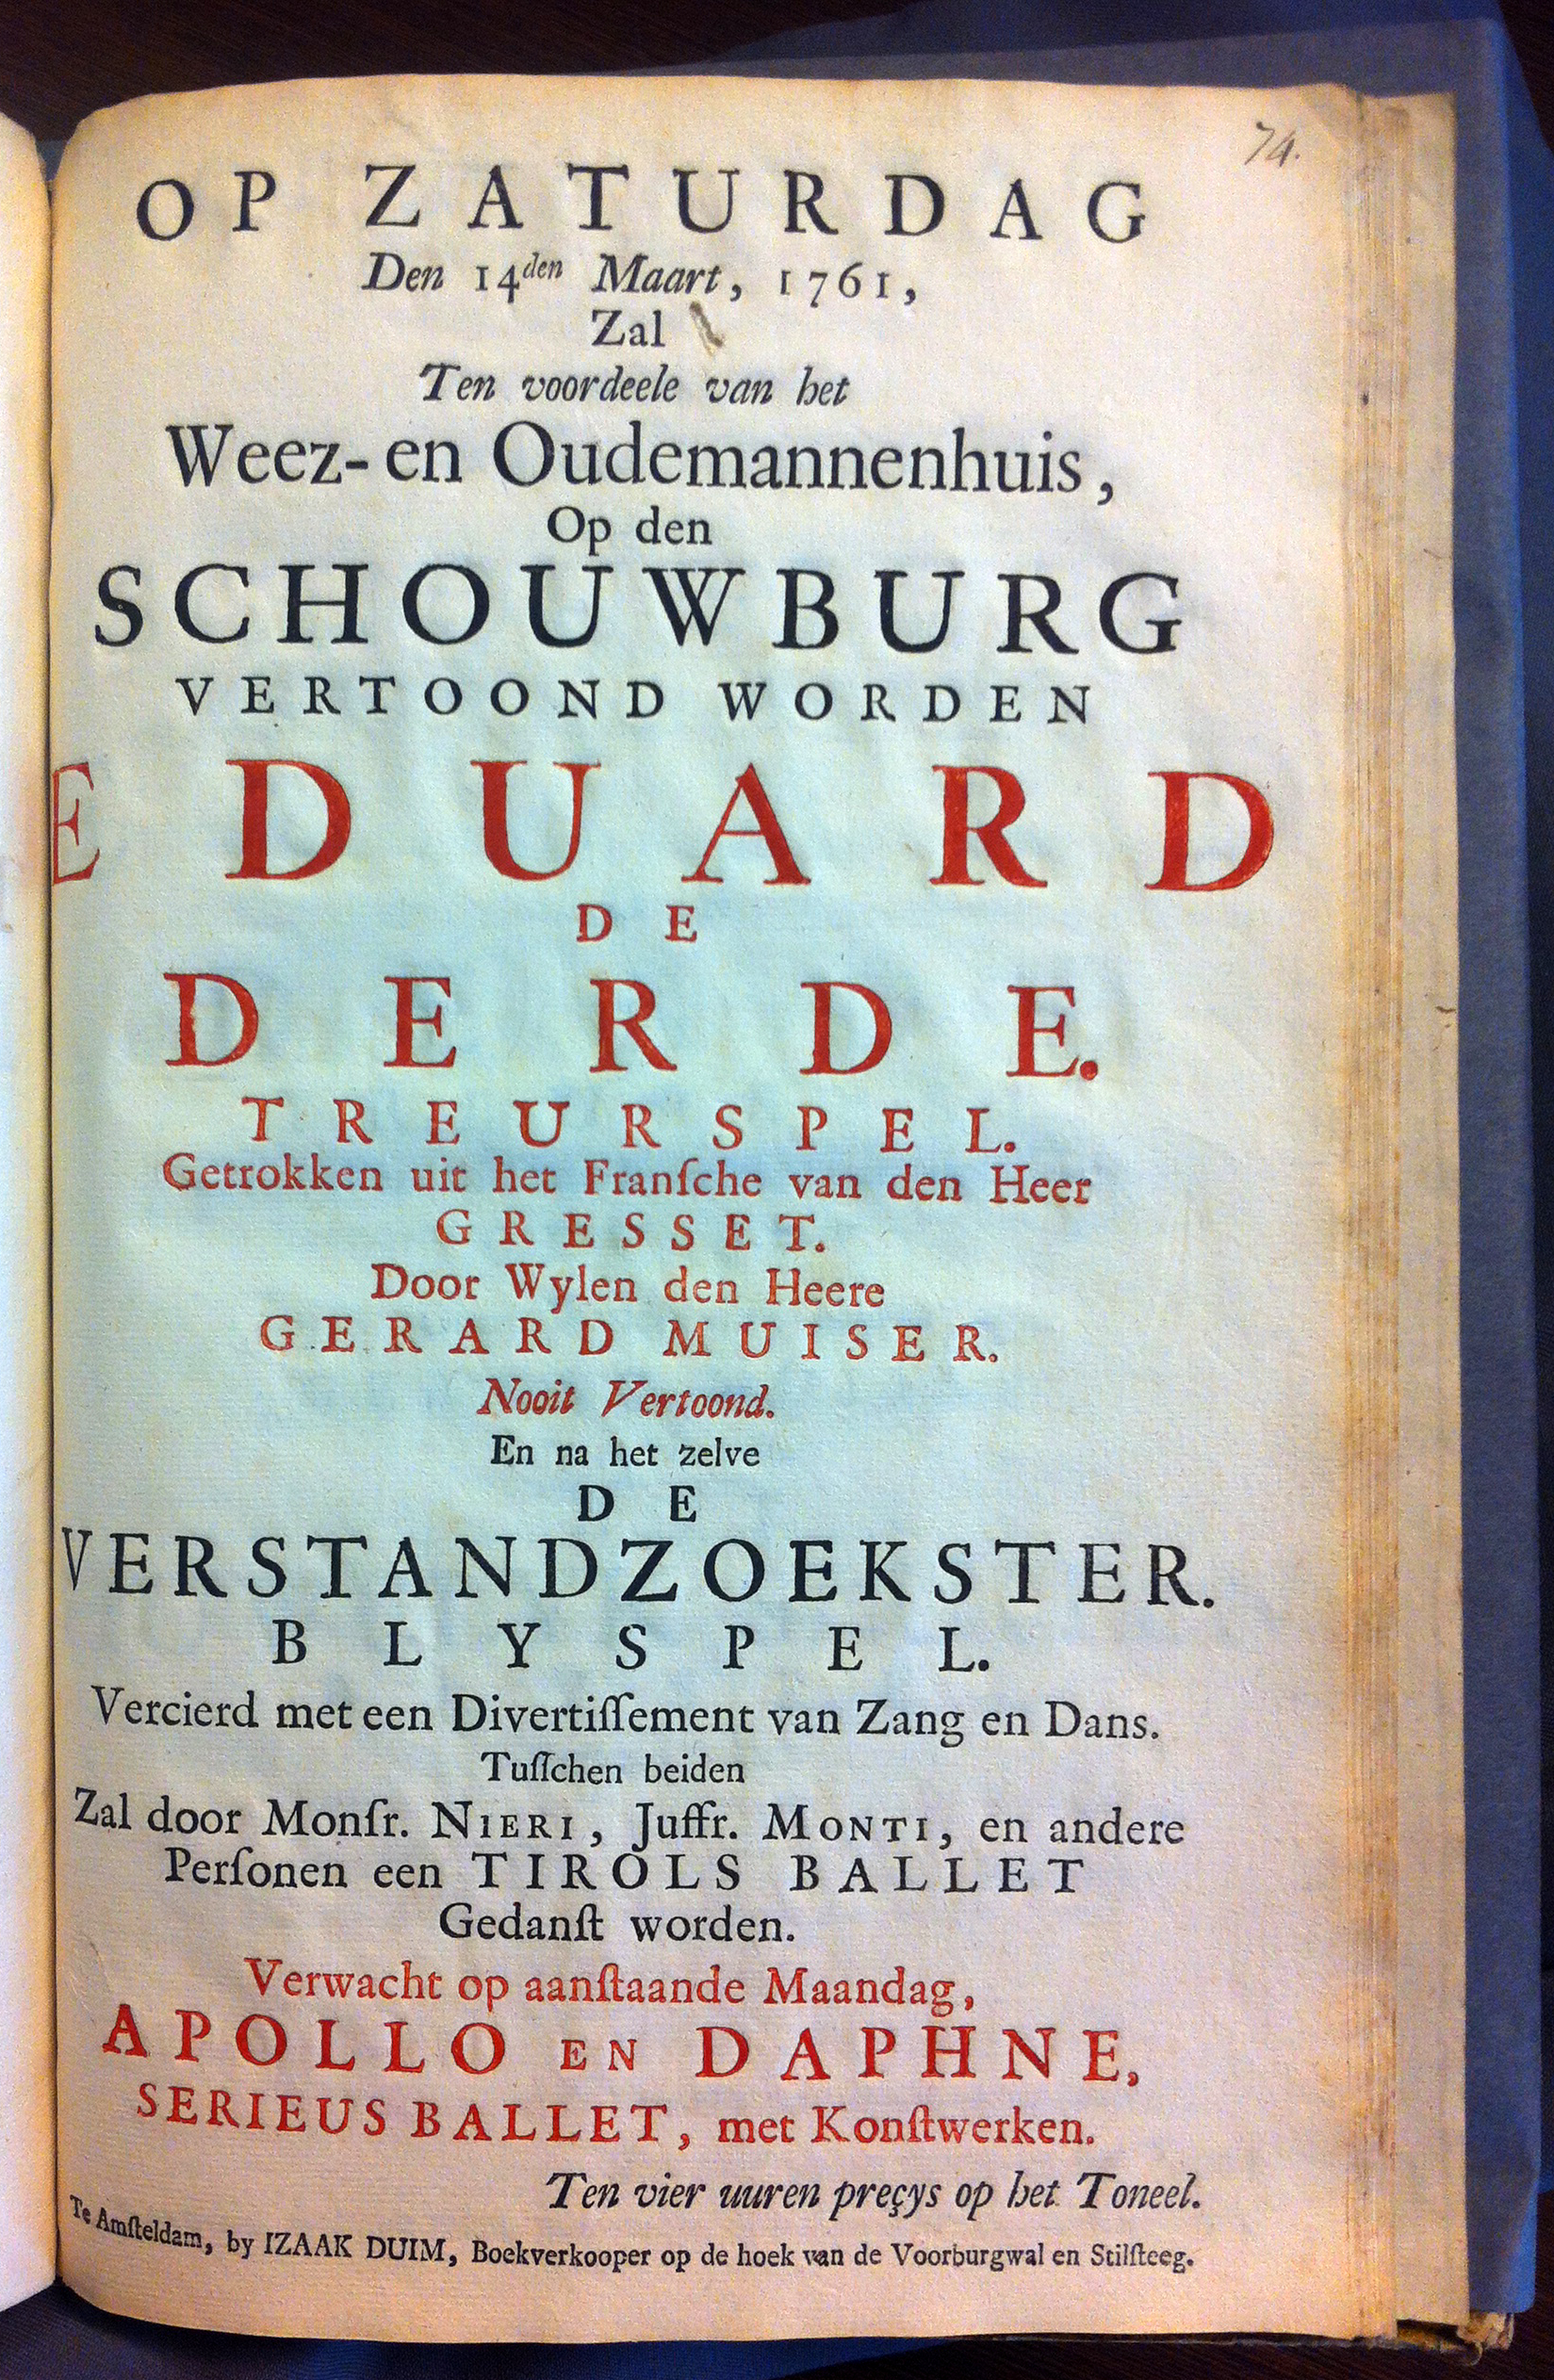 74.
OP ZATURDAG
Den 14den Maart, 1761,
Zal
Ten voordeele van het
Weez- en Oudemannenhuis,
Op den
SCHOUWBURG
VERTOOND WORDEN
EDUARD
DE
DERDE.
TREURSPEL.
Getrokken uit het Franſche van den Heer
GRESSET.
Door Wylen den Heere
GERARD MUISER.
Nooit Vertoond.
En na het zelve
DE
VERSTANDZOEKSTER.
BLYSPEL.
Vercierd met een Divertiſſement van Zang en Dans.
Tuſſchen beiden
Zal door Monſr. NIERI, Juffr. MONTI, en andere
Perſonen een TIROLS BALLET
Gedanſt worden.
Verwacht op aanſtaande Maandag,
APOLLO EN DAPHNE,
SERIEUS BALLET, met Konſtwerken.
Ten vier uuren preçys op het Toneel.
Te Amſteldam, by IZAAK DUIM, Boekverkooper op de hoek van de Voorburgwal en Stilſteeg.